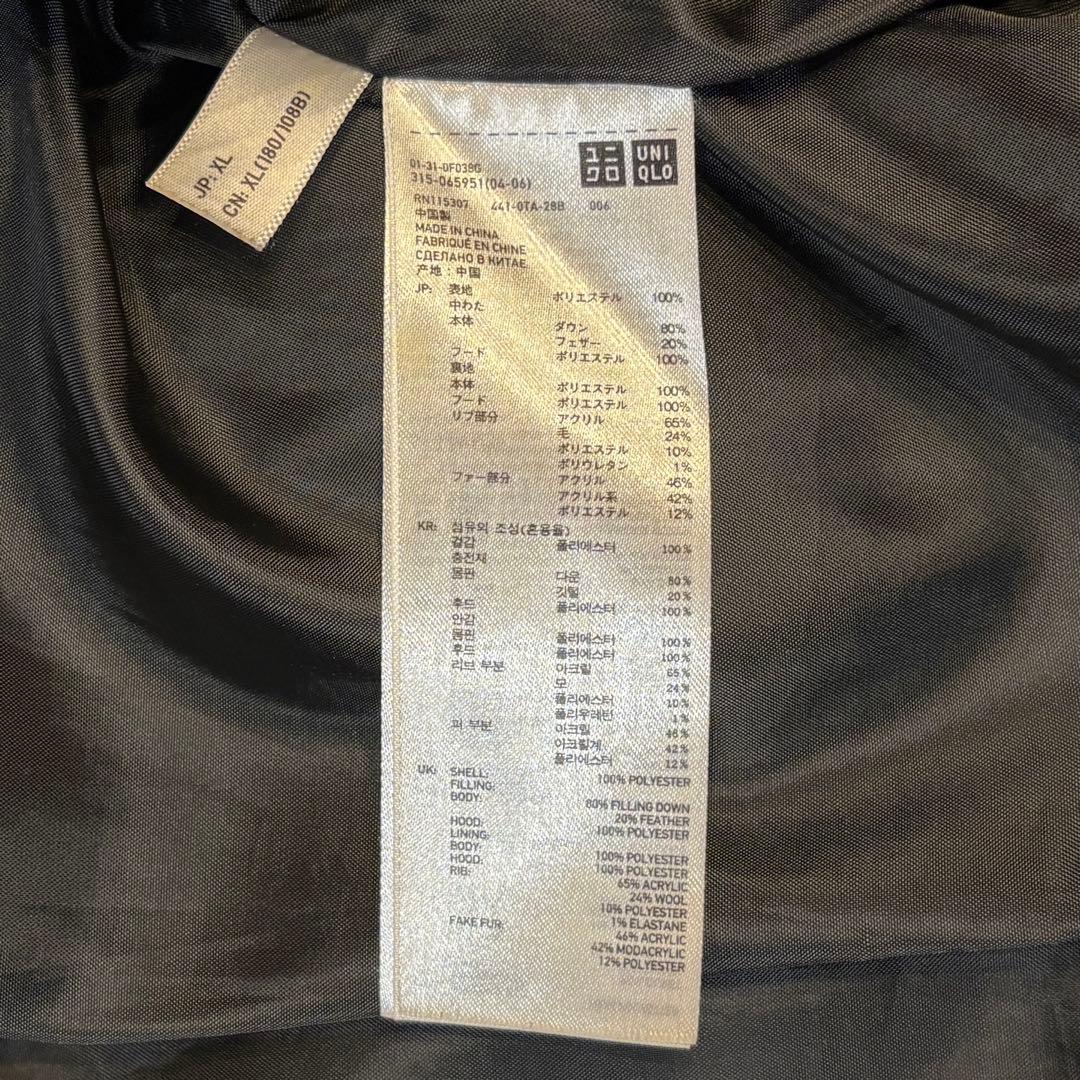 JP: XL
CN: XL(180/108B)
ユニクロ
UNIQLO
01-31-0F038G
315-065951(04-06)
RN115307 441-0TA-28B 006
中国製
MADE IN CHINA
FABRIQUÉ EN CHINE
СДЕЛАНО В КИТАЕ
产地：中国
JP: 表地 ポリエステル 100%
中わた
本体 ダウン 80%
フェザー 20%
フード ポリエステル 100%
裏地
本体 ポリエステル 100%
フード ポリエステル 100%
リブ部分 アクリル 65%
毛 24%
ポリエステル 10%
ポリウレタン 1%
ファー部分 アクリル 46%
アクリル系 42%
ポリエステル 12%
KR: 섬유의 조성(혼용율)
겉감 폴리에스터 100%
충전재
몸판 다운 80%
깃털 20%
후드 폴리에스터 100%
안감
몸판 폴리에스터 100%
후드 폴리에스터 100%
리브 부분 아크릴 65%
모 24%
폴리에스터 10%
폴리우레탄 1%
퍼 부분 아크릴 46%
아크릴계 42%
폴리에스터 12%
UK: SHELL: 100% POLYESTER
FILLING:
BODY: 80% FILLING DOWN
20% FEATHER
HOOD: 100% POLYESTER
LINING:
BODY: 100% POLYESTER
HOOD: 100% POLYESTER
RIB: 65% ACRYLIC
24% WOOL
10% POLYESTER
1% ELASTANE
FAKE FUR: 46% ACRYLIC
42% MODACRYLIC
12% POLYESTER